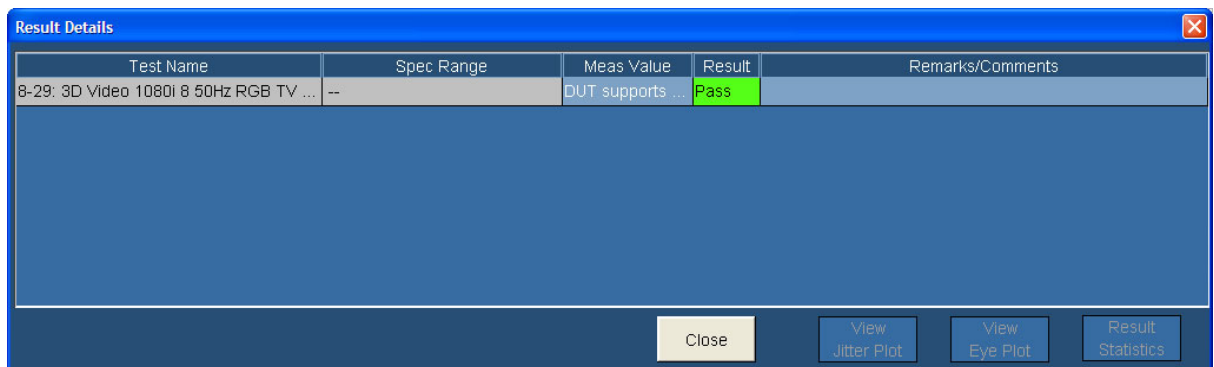 Result Details
Test Name Spec Range Meas Value Result Remarks/Comments
8-29: 3D Video 1080i 8 50Hz RGB TV ... -- DUT supports ... Pass
Close
View
Jitter Plot
View
Eye Plot
Result
Statistics